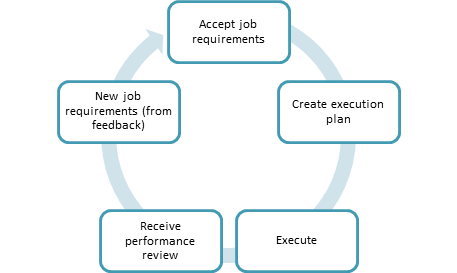 Accept job
requirements
Create execution
plan
Execute
Receive
performance
review
New job
requirements (from
feedback)